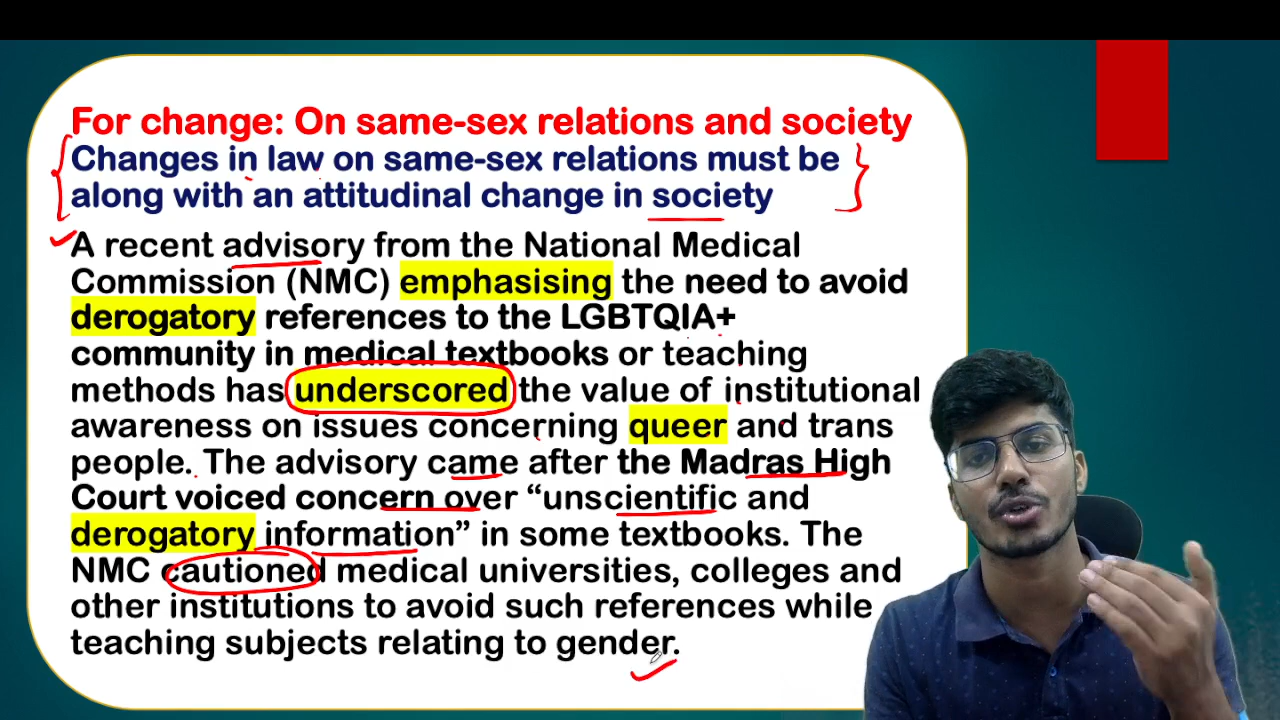 For change: On same-sex relations and society
Changes in law on same-sex relations must be
along with an attitudinal change in society
A recent advisory from the National Medical
Commission (NMC) emphasising the need to avoid
derogatory references to the LGBTQIA+
community in medical textbooks or teaching
methods has underscored the value of institutional
awareness on issues concerning queer and trans
people. The advisory came after the Madras High
Court voiced concern over “unscientific and
derogatory information” in some textbooks. The
NMC cautioned medical universities, colleges and
other institutions to avoid such references while
teaching subjects relating to gender.